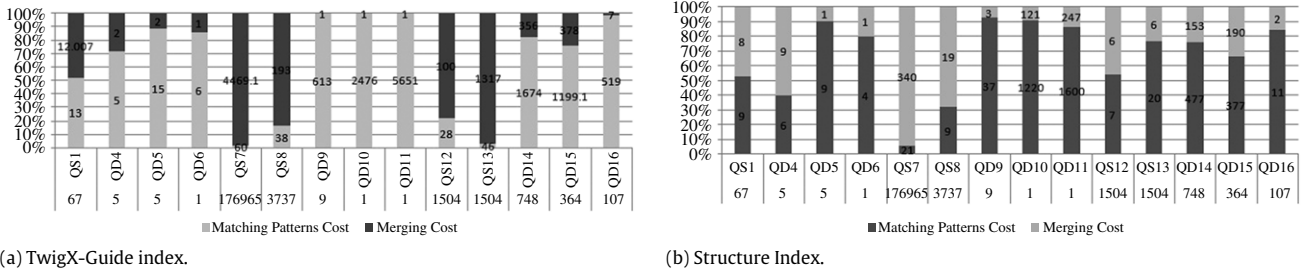 100% 12.007 2 2 1 4469.1 193 1 1 1 100 1317 356 378 7
90%
80%
70%
60%
50%
40%
30%
20%
10%
0%
13 5 15 6 60 38 613 2476 5651 28 46 1674 1199.1 519
QS1 QD4 QD5 QD6 QS7 QS8 QD9 QD10 QD11 QS12 QS13 QD14 QD15 QD16
67 5 5 1 176965 3737 9 1 1 1504 1504 748 364 107
Matching Patterns Cost Merging Cost
(a) TwigX-Guide index.
100% 8 9 1 1 340 19 3 121 247 6 6 153 190 2
90%
80%
70%
60%
50%
40%
30%
20%
10%
0%
9 6 9 4 21 9 37 1220 1600 7 20 477 377 11
QS1 QD4 QD5 QD6 QS7 QS8 QD9 QD10 QD11 QS12 QS13 QD14 QD15 QD16
67 5 5 1 176965 3737 9 1 1 1504 1504 748 364 107
Matching Patterns Cost Merging Cost
(b) Structure Index.